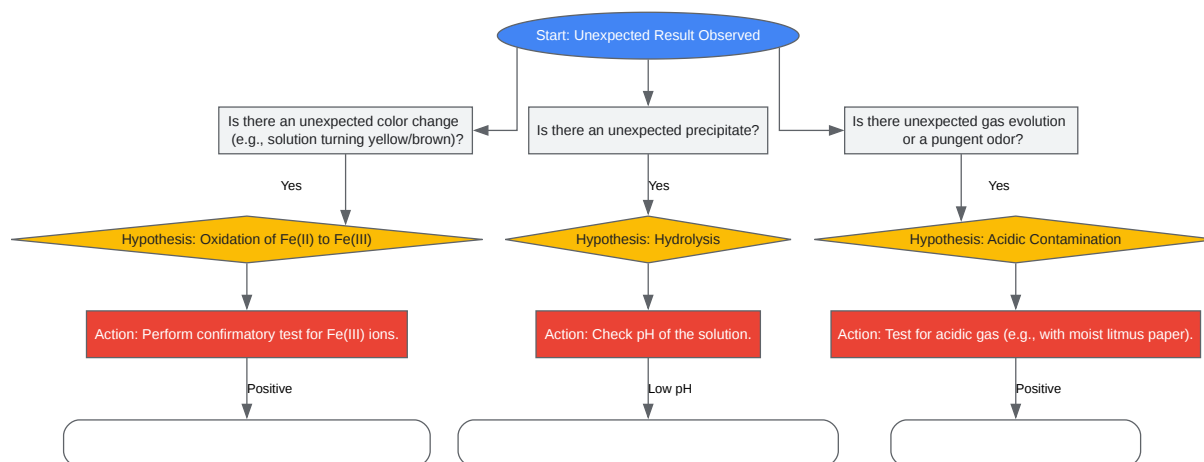 Start: Unexpected Result Observed
Is there an unexpected color change
(e.g., solution turning yellow/brown)?
Is there an unexpected precipitate?
Is there unexpected gas evolution
or a pungent odor?
Yes
Yes
Yes
Hypothesis: Oxidation of Fe(II) to Fe(III)
Hypothesis: Hydrolysis
Hypothesis: Acidic Contamination
Action: Perform confirmatory test for Fe(III) ions.
Action: Check pH of the solution.
Action: Test for acidic gas (e.g., with moist litmus paper).
Positive
Low pH
Positive